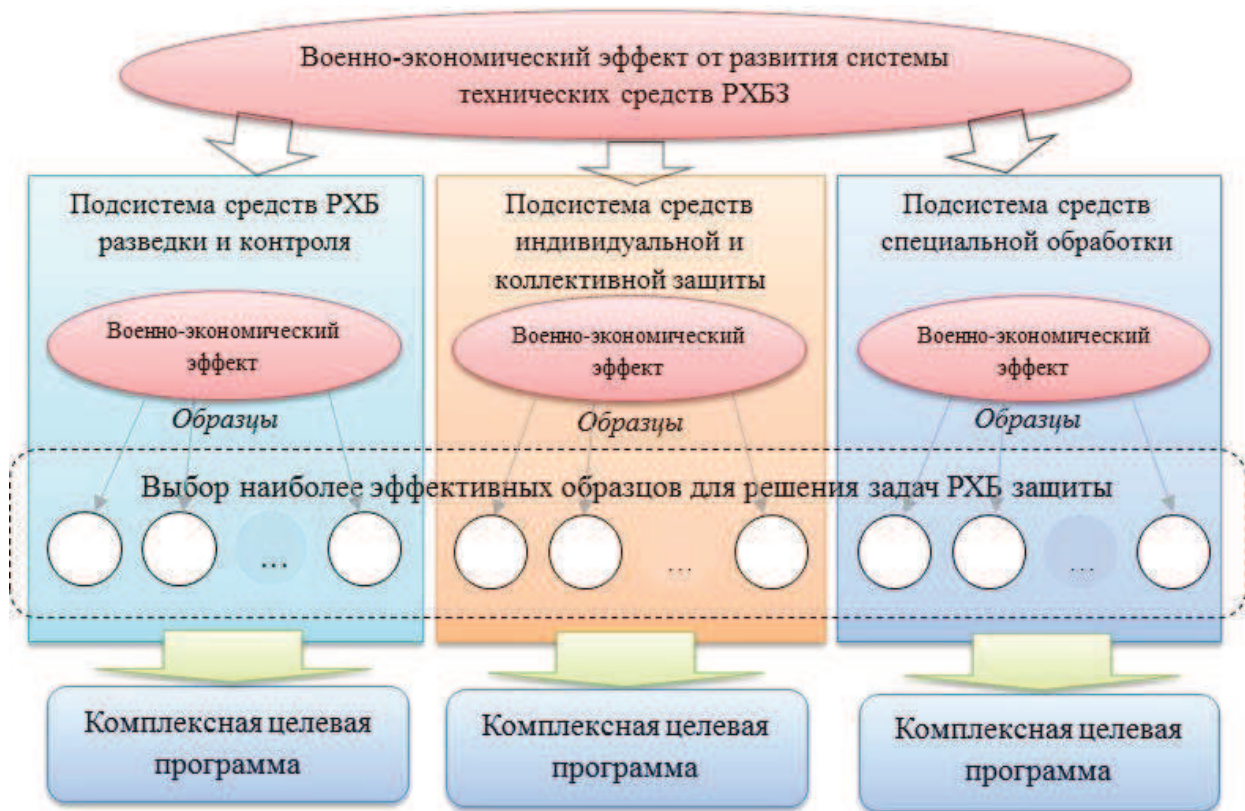 Военно-экономический эффект от развития системы
технических средств РХБЗ
Подсистема средств РХБ
разведки и контроля
Военно-экономический
эффект
Образцы
Подсистема средств
индивидуальной и
коллективной защиты
Военно-экономический
эффект
Образцы
Подсистема средств
специальной обработки
Военно-экономический
эффект
Образцы
Выбор наиболее эффективных образцов для решения задач РХБ защиты
...
...
...
Комплексная целевая
программа
Комплексная целевая
программа
Комплексная целевая
программа